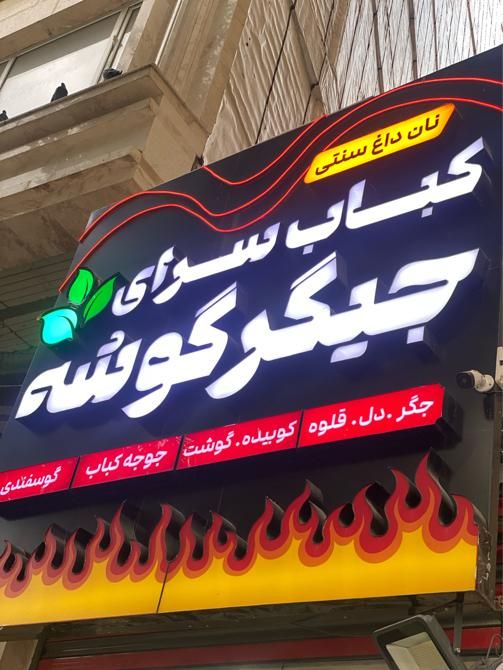 نان داغ سنتی
کباب سرای
جیگر گوشه
جگر . دل . قلوه
کوبیده . گوشت
جوجه کباب
گوسفندی